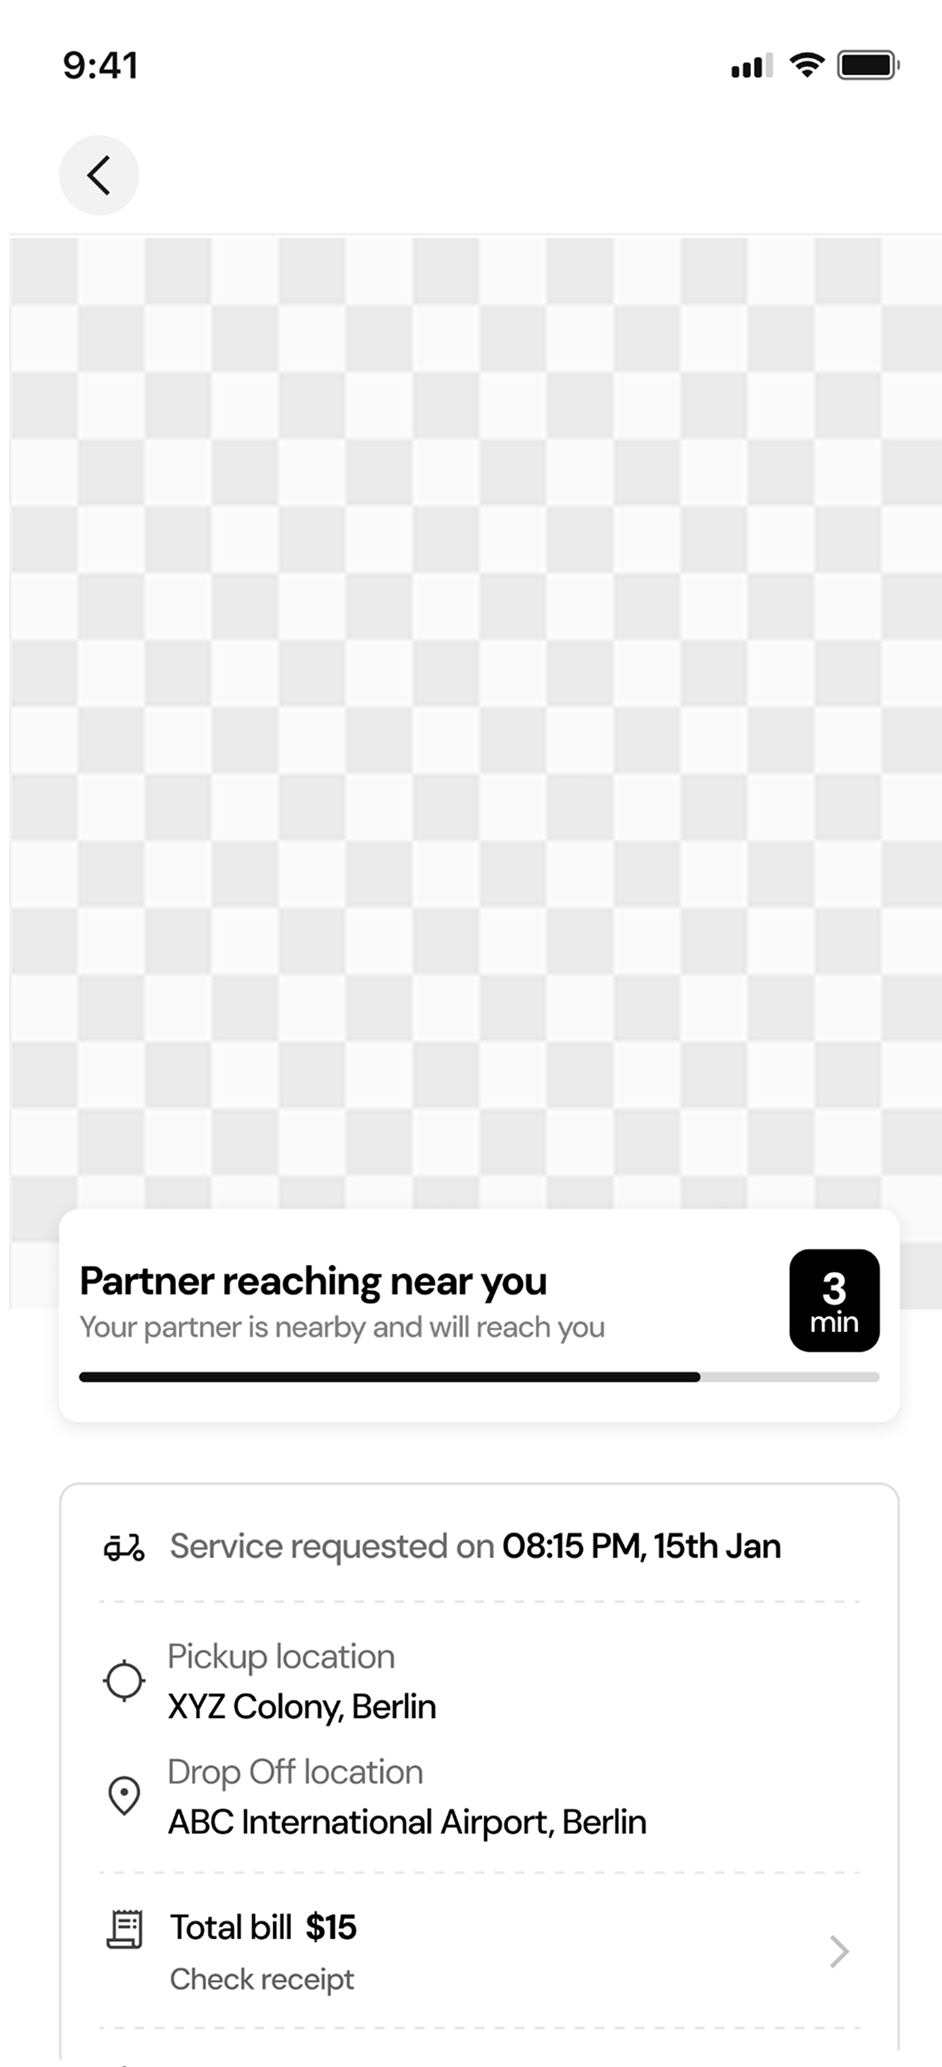 9:41
Partner reaching near you
Your partner is nearby and will reach you
3
min
Service requested on 08:15 PM, 15th Jan
Pickup location
XYZ Colony, Berlin
Drop Off location
ABC International Airport, Berlin
Total bill $15
Check receipt